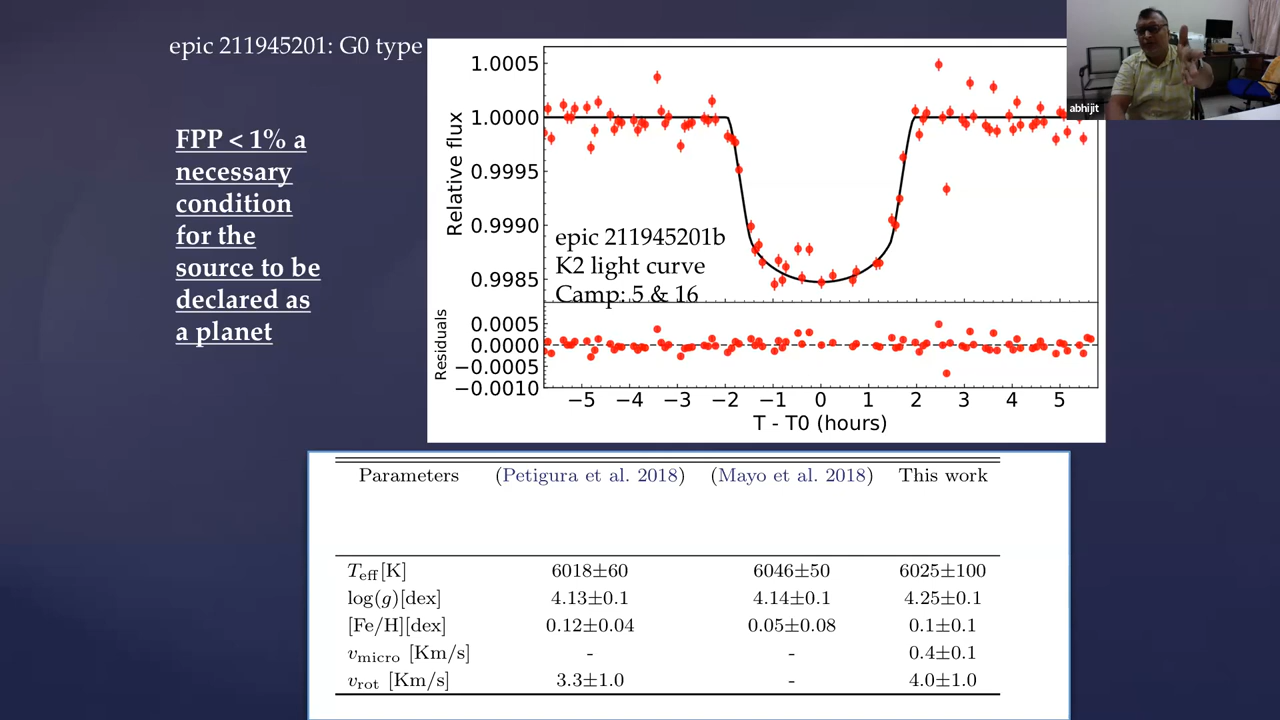 epic 211945201: G0 type
abhijit
FPP < 1% a
necessary
condition
for the
source to be
declared as
a planet
Relative flux
1.0005
1.0000
0.9995
0.9990
0.9985
epic 211945201b
K2 light curve
Camp: 5 & 16
Residuals
0.0005
0.0000
−0.0005
−0.0010
−5 −4 −3 −2 −1 0 1 2 3 4 5
T - T0 (hours)
Parameters (Petigura et al. 2018) (Mayo et al. 2018) This work
Teff[K] 6018±60 6046±50 6025±100
log(g)[dex] 4.13±0.1 4.14±0.1 4.25±0.1
[Fe/H][dex] 0.12±0.04 0.05±0.08 0.1±0.1
vmicro [Km/s] - - 0.4±0.1
vrot [Km/s] 3.3±1.0 - 4.0±1.0